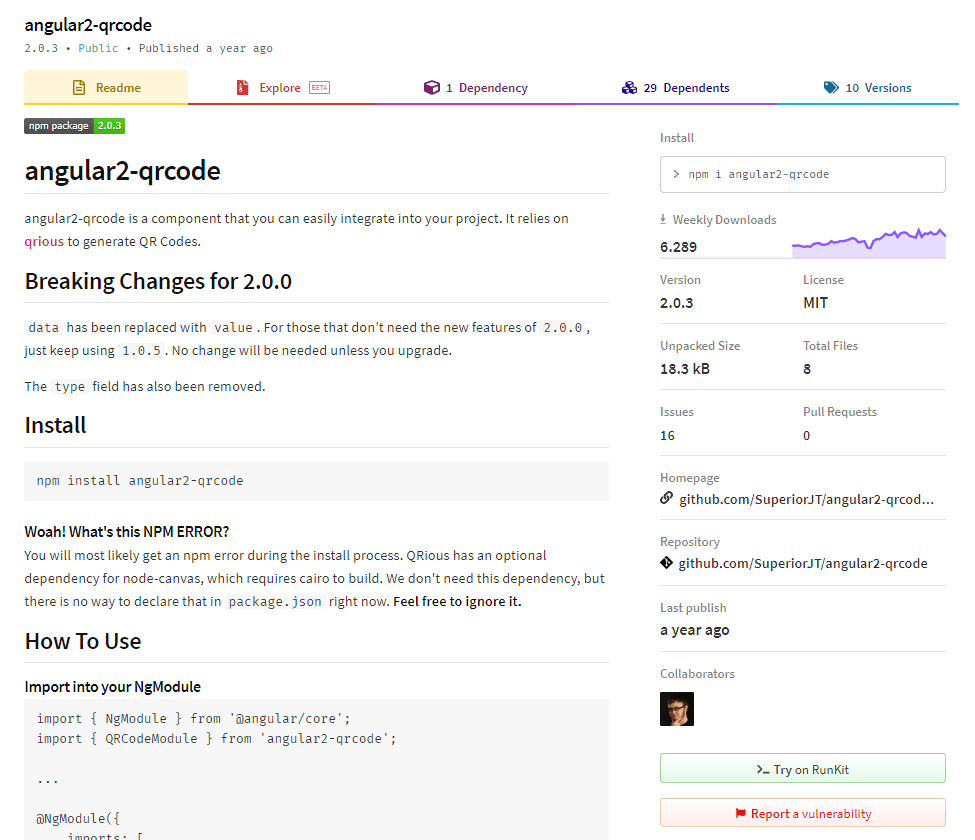 angular2-qrcode
2.0.3 • Public • Published a year ago
Readme
Explore BETA
1 Dependency
29 Dependents
10 Versions
npm package 2.0.3
angular2-qrcode
angular2-qrcode is a component that you can easily integrate into your project. It relies on
qrious to generate QR Codes.
Breaking Changes for 2.0.0
data has been replaced with value. For those that don't need the new features of 2.0.0,
just keep using 1.0.5. No change will be needed unless you upgrade.
The type field has also been removed.
Install
npm install angular2-qrcode
Woah! What's this NPM ERROR?
You will most likely get an npm error during the install process. QRious has an optional
dependency for node-canvas, which requires cairo to build. We don't need this dependency, but
there is no way to declare that in package.json right now. Feel free to ignore it.
How To Use
Import into your NgModule
import { NgModule } from '@angular/core';
import { QRCodeModule } from 'angular2-qrcode';
...
@NgModule({
imports: [
Install
> npm i angular2-qrcode
Weekly Downloads
6.289
Version
2.0.3
License
MIT
Unpacked Size
18.3 kB
Total Files
8
Issues
16
Pull Requests
0
Homepage
github.com/SuperiorJT/angular2-qrcod...
Repository
github.com/SuperiorJT/angular2-qrcode
Last publish
a year ago
Collaborators
Try on RunKit
Report a vulnerability